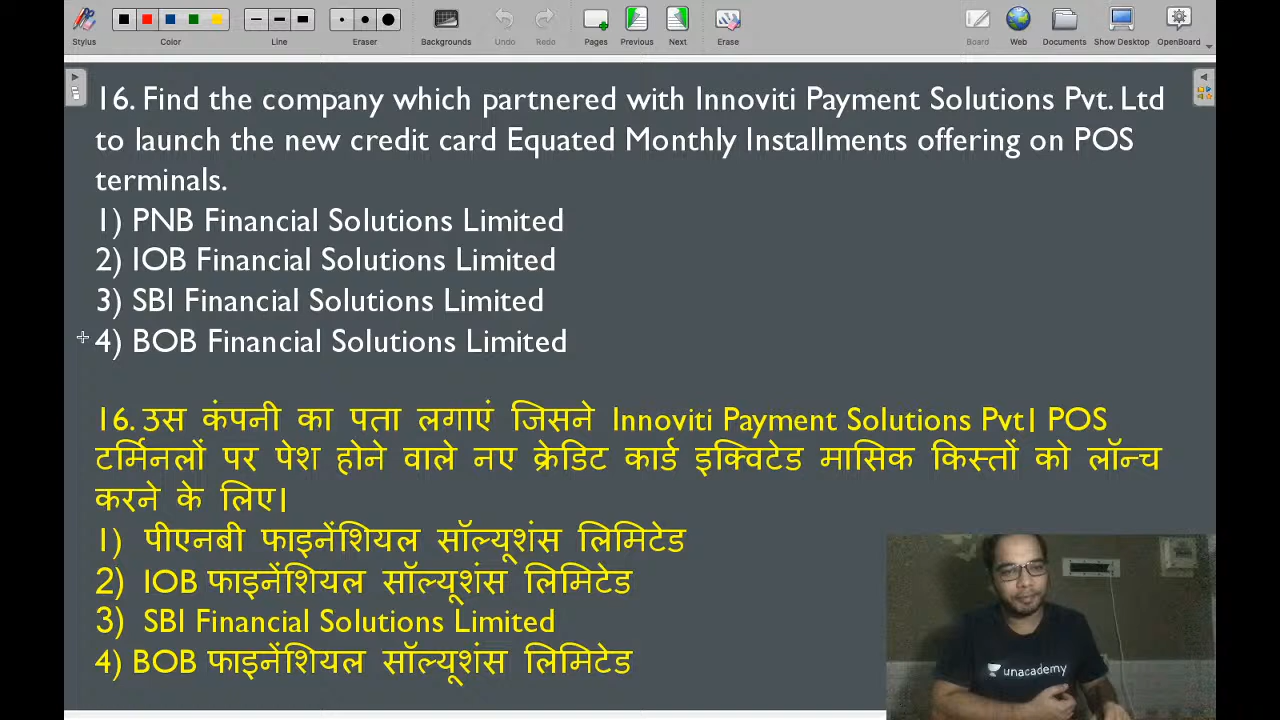 Stylus
Color
Line
Eraser
Backgrounds
Undo
Redo
Pages
Previous
Next
Erase
Board
Web
Documents
Show Desktop
OpenBoard
16. Find the company which partnered with Innoviti Payment Solutions Pvt. Ltd
to launch the new credit card Equated Monthly Installments offering on POS
terminals.
1) PNB Financial Solutions Limited
2) IOB Financial Solutions Limited
3) SBI Financial Solutions Limited
4) BOB Financial Solutions Limited
16. उस कंपनी का पता लगाएं जिसने Innoviti Payment Solutions Pvt। POS
टर्मिनलों पर पेश होने वाले नए क्रेडिट कार्ड इक्विटेड मासिक किस्तों को लॉन्च
करने के लिए।
1) पीएनबी फाइनेंशियल सॉल्यूशंस लिमिटेड
2) IOB फाइनेंशियल सॉल्यूशंस लिमिटेड
3) SBI Financial Solutions Limited
4) BOB फाइनेंशियल सॉल्यूशंस लिमिटेड
unacademy